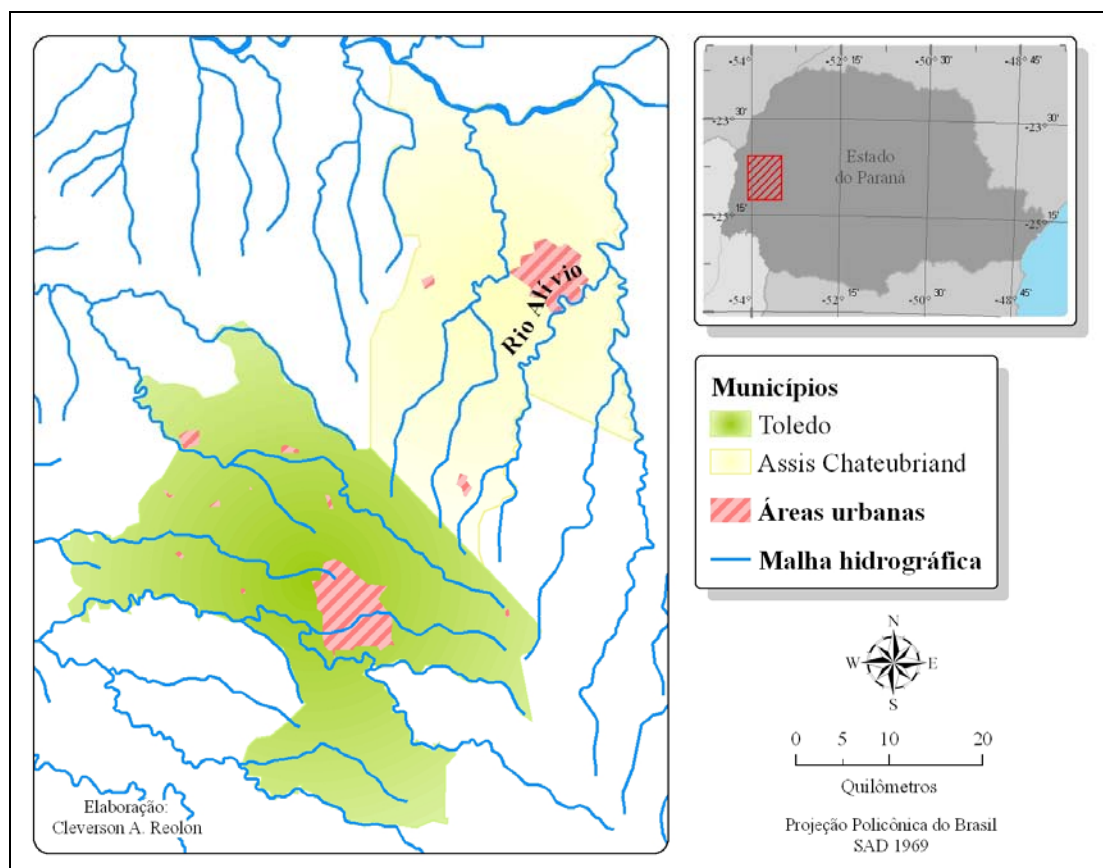 Rio Alívio
Elaboração:
Cleverson A. Reolon
-54°
-52° 15'
-50° 30'
-48° 45'
-23° 30'
-23° 30'
Estado
do Paraná
-25° 15'
-25° 15'
-54°
-52° 15'
-50° 30'
-48° 45'
Municípios
Toledo
Assis Chateubriand
Áreas urbanas
Malha hidrográfica
N
W
E
S
0 5 10 20
Quilômetros
Projeção Policônica do Brasil
SAD 1969